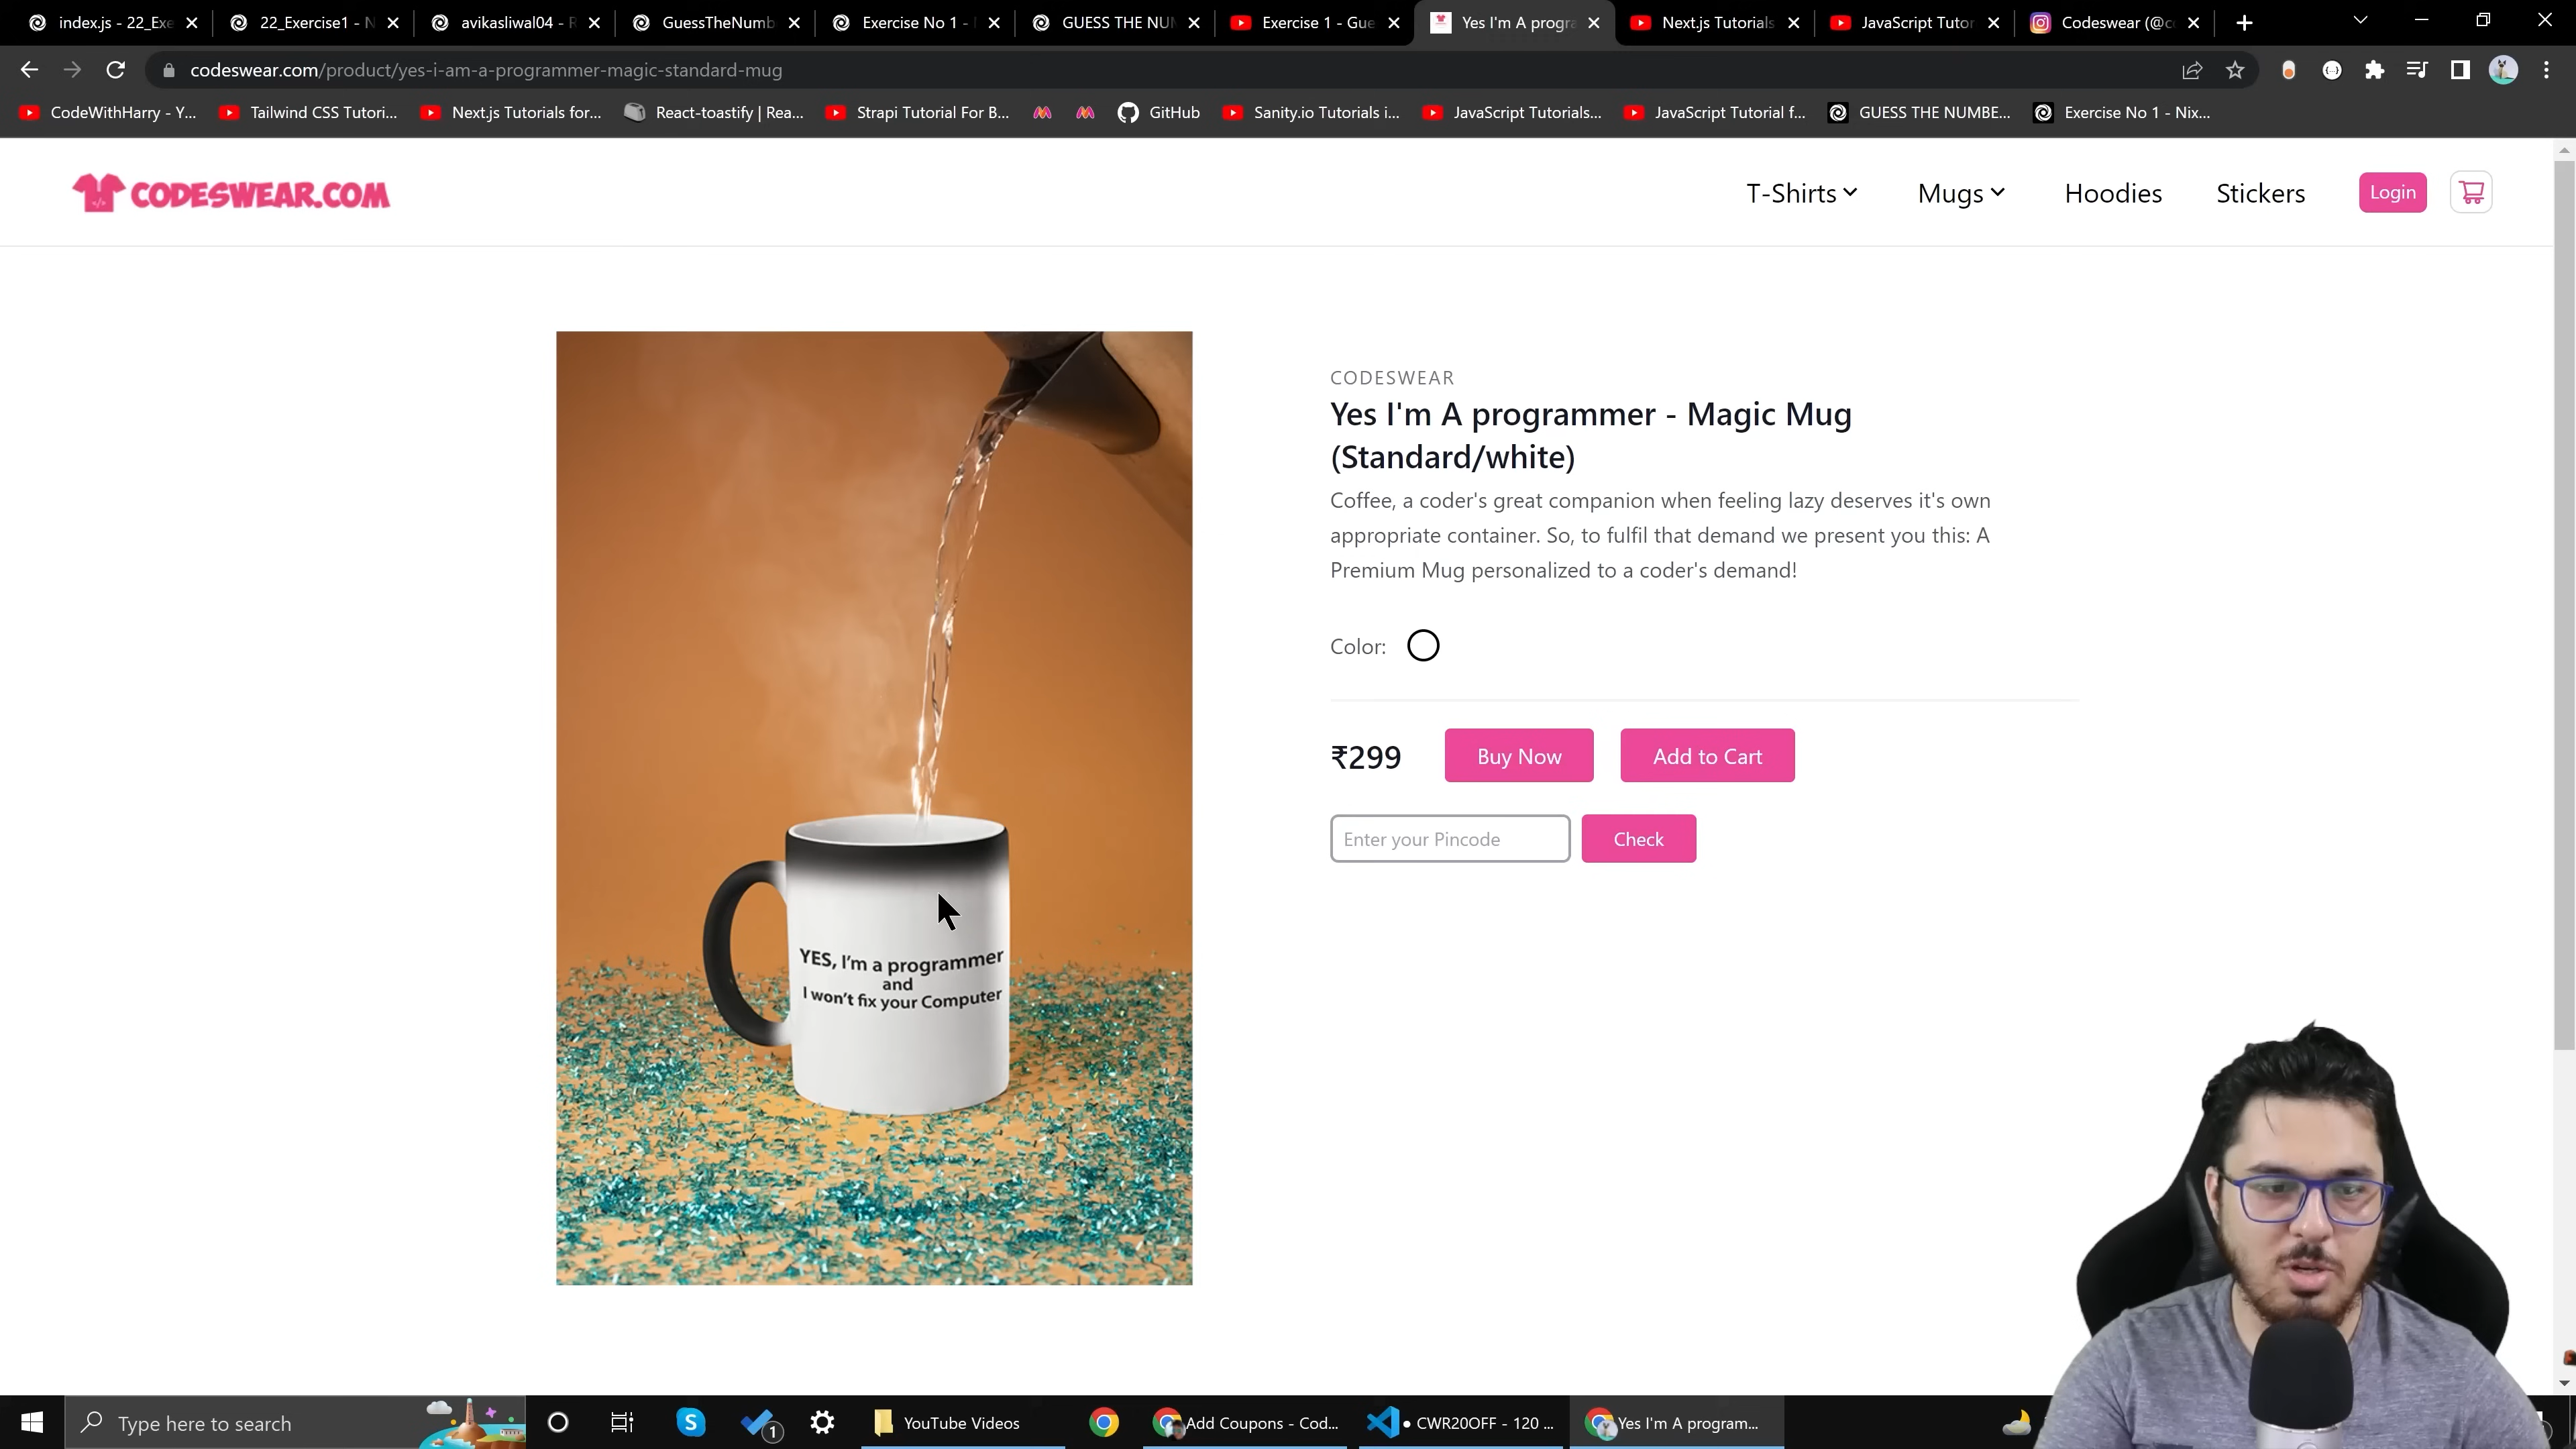 index.js - 22_Exe
22_Exercise1 - N
avikasliwal04 - R
GuessTheNumb
Exercise No 1 -
GUESS THE NUM
Exercise 1 - Gue
Yes I'm A progra
Next.js Tutorials
JavaScript Tutor
Codeswear (@co
codeswear.com/product/yes-i-am-a-programmer-magic-standard-mug
CodeWithHarry - Y...
Tailwind CSS Tutori...
Next.js Tutorials for...
React-toastify | Rea...
Strapi Tutorial For B...
GitHub
Sanity.io Tutorials i...
JavaScript Tutorials...
JavaScript Tutorial f...
GUESS THE NUMBE...
Exercise No 1 - Nix...
CODESWEAR.COM
T-Shirts
Mugs
Hoodies
Stickers
Login
CODESWEAR
Yes I'm A programmer - Magic Mug
(Standard/white)
Coffee, a coder's great companion when feeling lazy deserves it's own
appropriate container. So, to fulfil that demand we present you this: A
Premium Mug personalized to a coder's demand!
Color:
₹299
Buy Now
Add to Cart
Enter your Pincode
Check
YES, I'm a programmer
and
I won't fix your Computer
Type here to search
1
YouTube Videos
Add Coupons - Cod...
● CWR20OFF - 120 ...
Yes I'm A program...